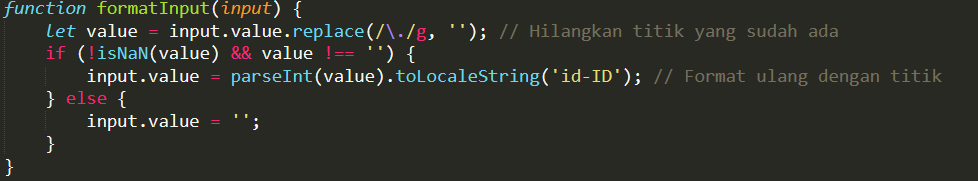 function formatInput(input) {
    let value = input.value.replace(/\./g, ''); // Hilangkan titik yang sudah ada
    if (!isNaN(value) && value !== '') {
        input.value = parseInt(value).toLocaleString('id-ID'); // Format ulang dengan titik
    } else {
        input.value = '';
    }
}